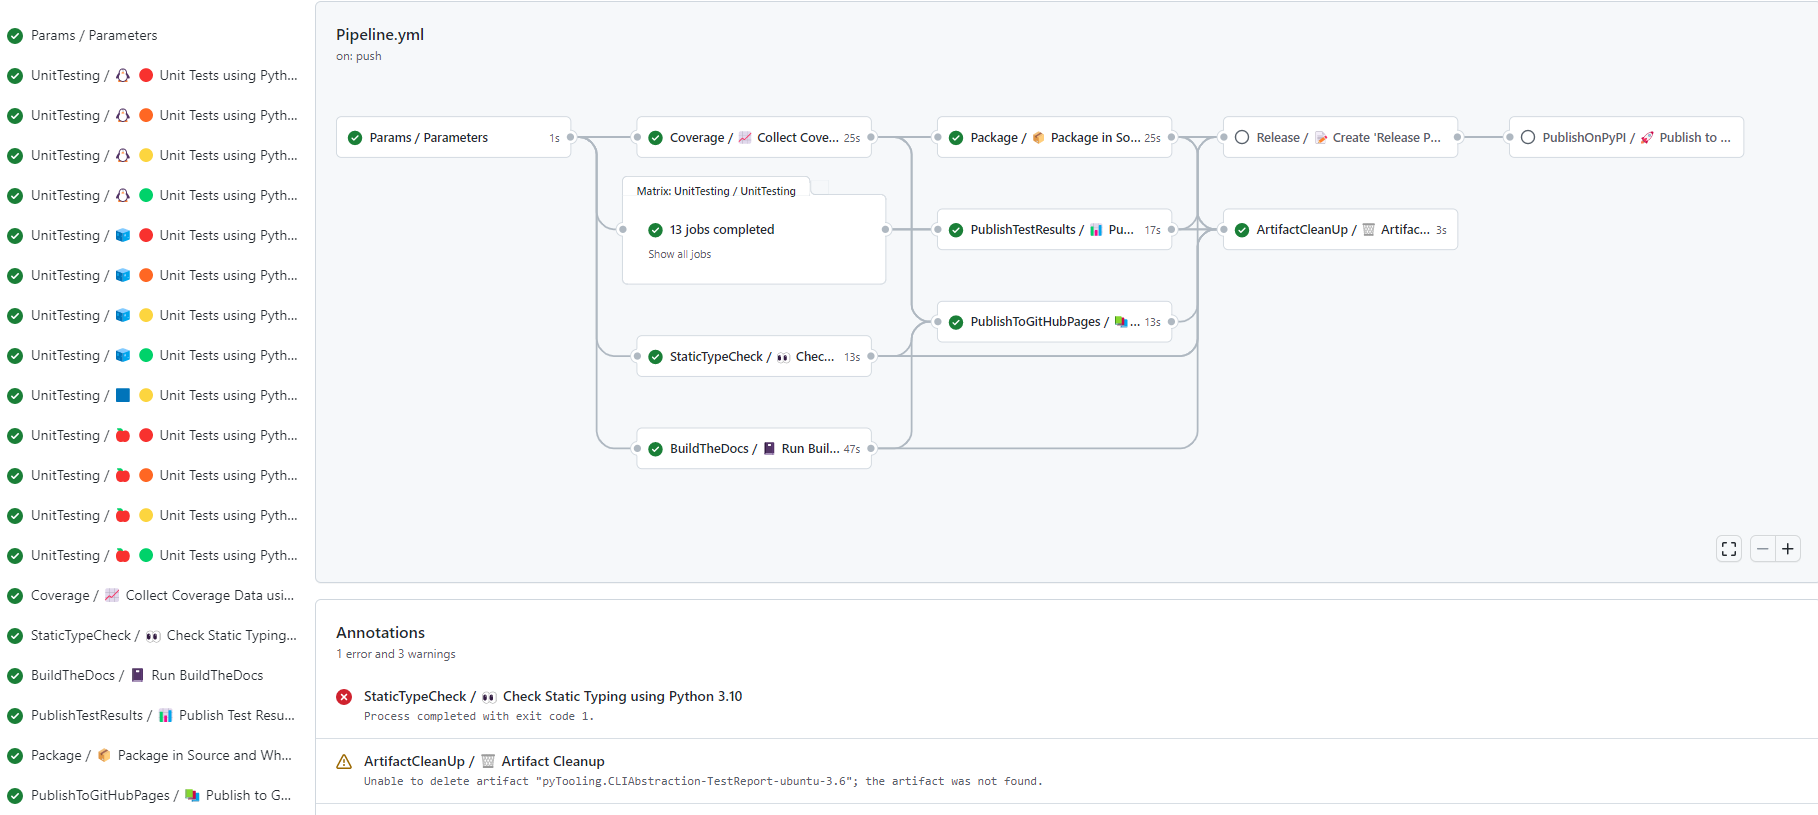 Params / Parameters
UnitTesting / 🐧 🔴 Unit Tests using Pyth...
UnitTesting / 🐧 🟠 Unit Tests using Pyth...
UnitTesting / 🐧 🟡 Unit Tests using Pyth...
UnitTesting / 🐧 🟢 Unit Tests using Pyth...
UnitTesting / 🧊 🔴 Unit Tests using Pyth...
UnitTesting / 🧊 🟠 Unit Tests using Pyth...
UnitTesting / 🧊 🟡 Unit Tests using Pyth...
UnitTesting / 🧊 🟢 Unit Tests using Pyth...
UnitTesting / 🟦 🟡 Unit Tests using Pyth...
UnitTesting / 🍎 🔴 Unit Tests using Pyth...
UnitTesting / 🍎 🟠 Unit Tests using Pyth...
UnitTesting / 🍎 🟡 Unit Tests using Pyth...
UnitTesting / 🍎 🟢 Unit Tests using Pyth...
Coverage / 📈 Collect Coverage Data usi...
StaticTypeCheck / 👀 Check Static Typing...
BuildTheDocs / 📓 Run BuildTheDocs
PublishTestResults / 📊 Publish Test Resu...
Package / 📦 Package in Source and Wh...
PublishToGitHubPages / 📚 Publish to G...
Pipeline.yml
on: push
Params / Parameters 1s
Coverage / 📈 Collect Cove... 25s
Matrix: UnitTesting / UnitTesting
13 jobs completed
Show all jobs
StaticTypeCheck / 👀 Chec... 13s
BuildTheDocs / 📓 Run Buil... 47s
Package / 📦 Package in So... 25s
PublishTestResults / 📊 Pu... 17s
PublishToGitHubPages / 📚 ... 13s
Release / 📝 Create 'Release P...
ArtifactCleanUp / 🗑️ Artifac... 3s
PublishOnPyPI / 🚀 Publish to ...
Annotations
1 error and 3 warnings
StaticTypeCheck / 👀 Check Static Typing using Python 3.10
Process completed with exit code 1.
ArtifactCleanUp / 🗑️ Artifact Cleanup
Unable to delete artifact "pyTooling.CLIAbstraction-TestReport-ubuntu-3.6"; the artifact was not found.